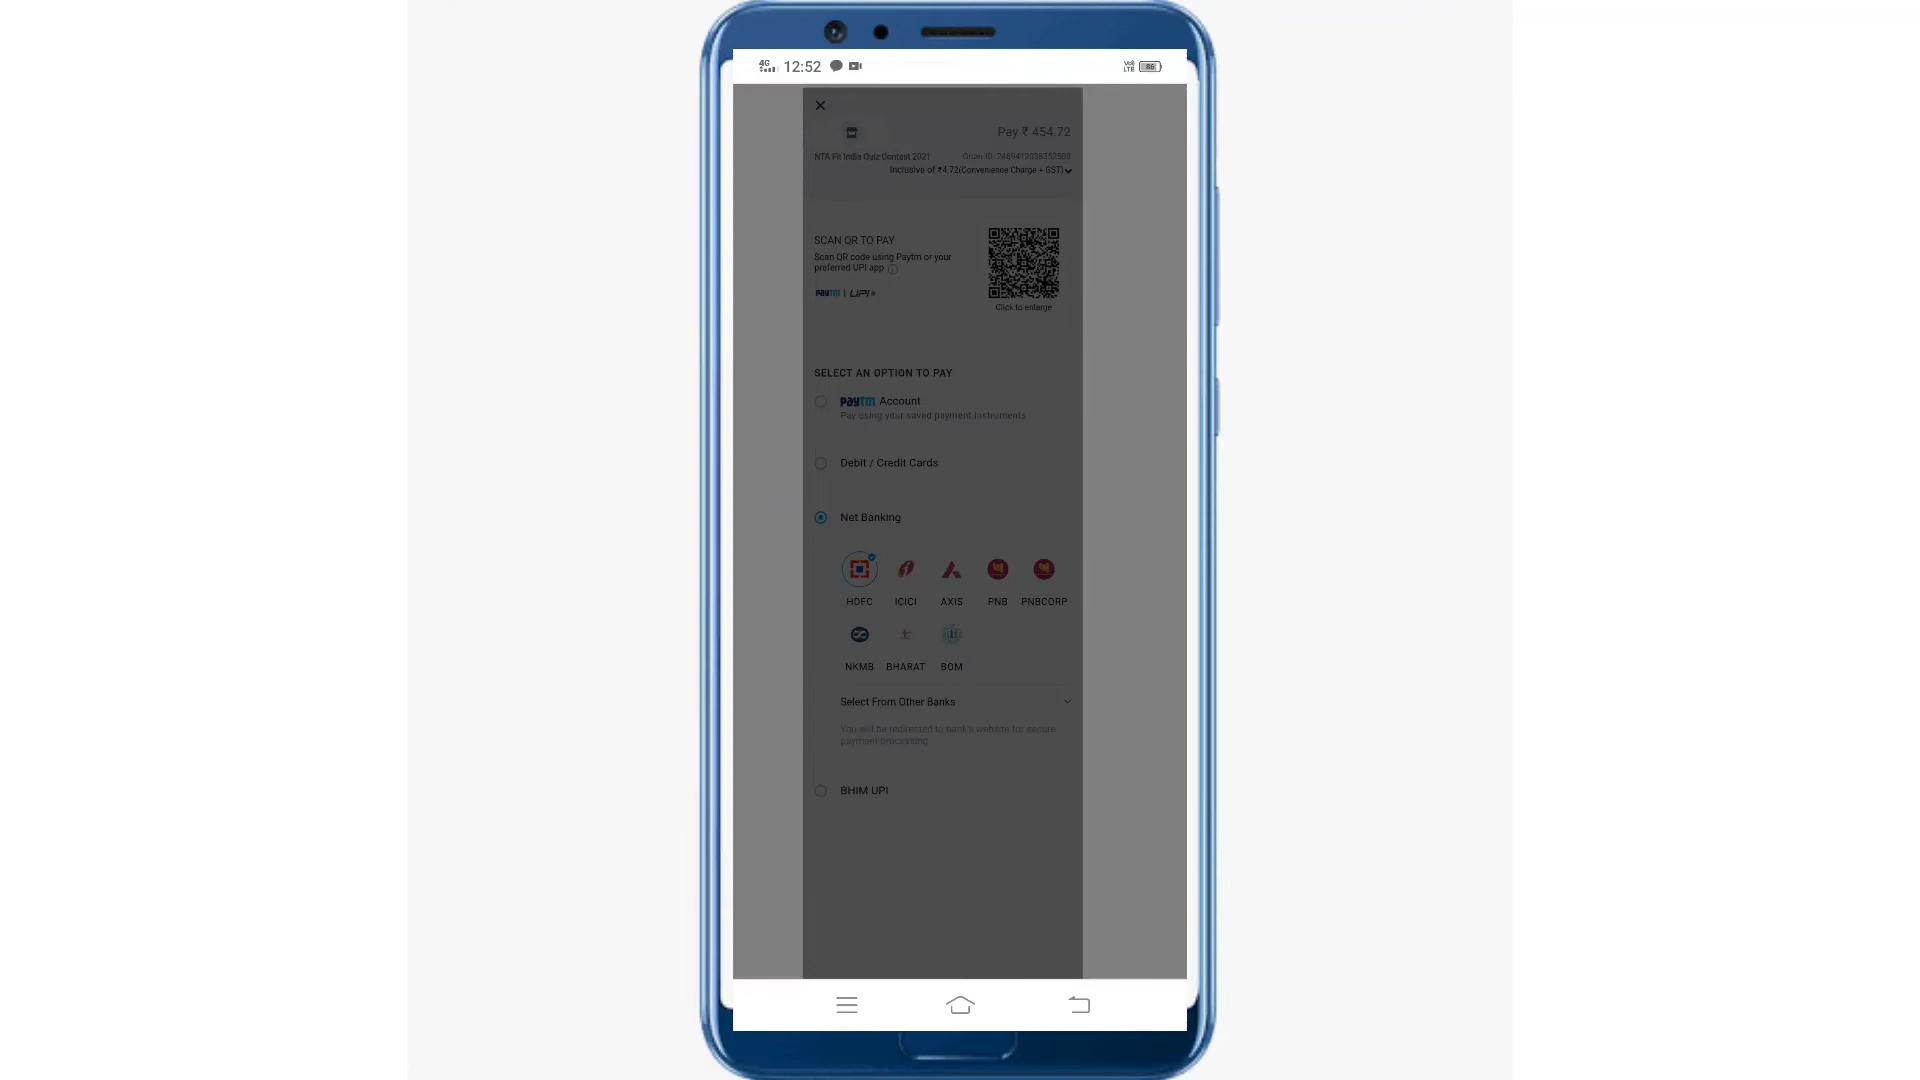 4G 12:52 Vo) LTE 86
Pay ₹ 454.72
NTA Fit India Quiz Contest 2021
Inclusive of ₹4.72(Convenience Charge + GST)
SCAN QR TO PAY
Scan QR code using Paytm or your
preferred UPI app
Paytm | UPI
Click to enlarge
SELECT AN OPTION TO PAY
Paytm Account
Pay using your saved payment instruments
Debit / Credit Cards
Net Banking
HDFC ICICI AXIS PNB PNBCORP
NKMB BHARAT BOM
Select From Other Banks
You will be redirected to bank's website for secure
payment processing
BHIM UPI